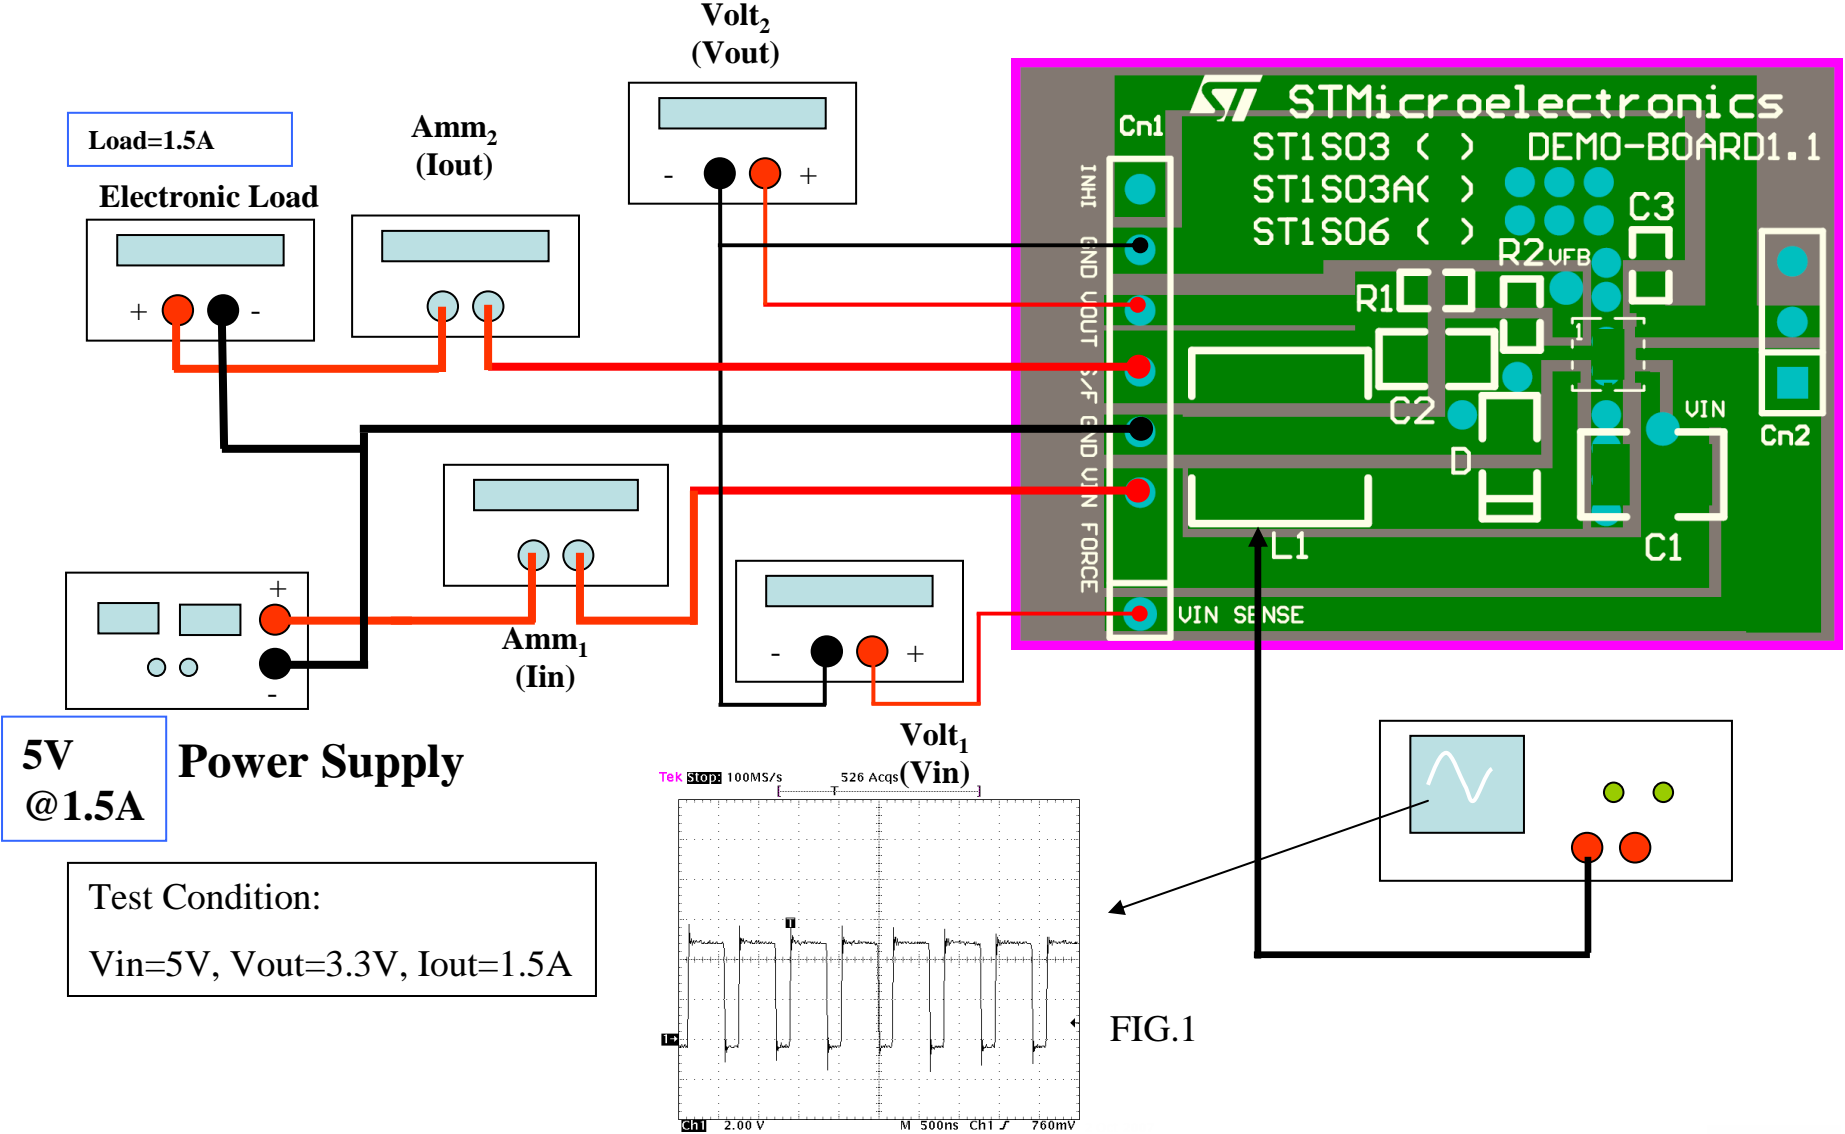 Volt2
(Vout)
- +
Load=1.5A
Amm2
(Iout)
Electronic Load
+ -
STMicroelectronics
Cn1
ST1S03 ( ) DEMO-BOARD1.1
ST1S03A( )
ST1S06 ( )
INHI
GND
VOUT
S/F
GND
VIN FORCE
VIN SENSE
C3
R2
VFB
R1
1
C2
VIN
Cn2
D
L1
C1
+
-
Amm1
(Iin)
- +
Volt1
(Vin)
5V
@1.5A
Power Supply
Test Condition:
Vin=5V, Vout=3.3V, Iout=1.5A
Tek Stop: 100MS/s 526 Acqs
[ T ]
1
1→
Ch1 2.00 V M 500ns Ch1 760mV
FIG.1